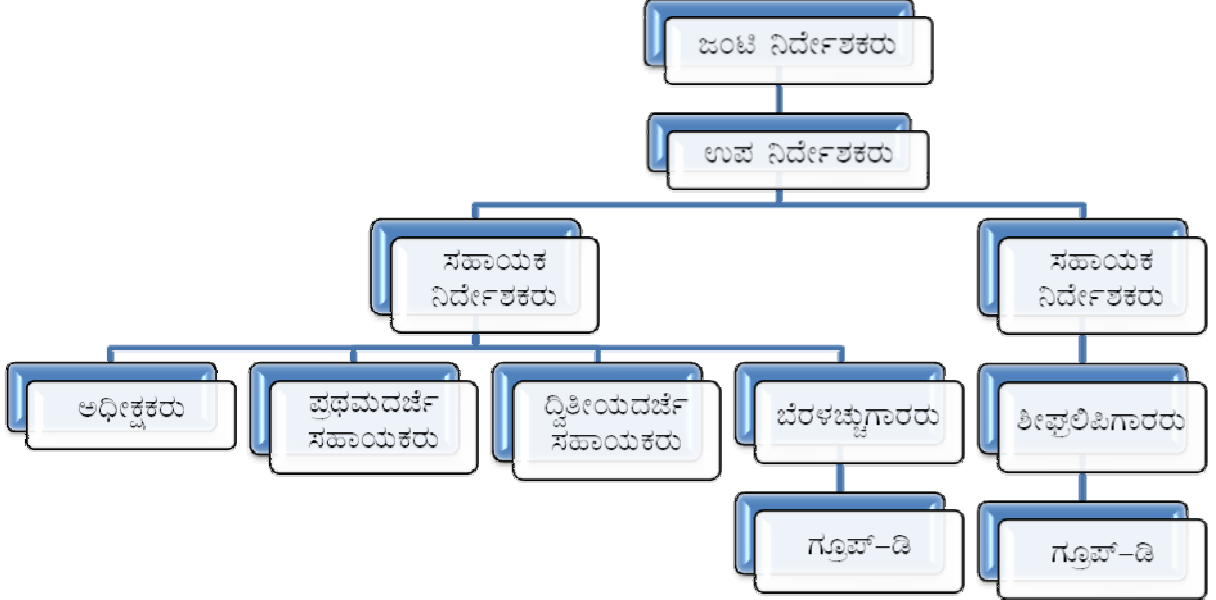 ಜಂಟಿ ನಿರ್ದೇಶಕರು
ಉಪ ನಿರ್ದೇಶಕರು
ಸಹಾಯಕ
ನಿರ್ದೇಶಕರು
ಸಹಾಯಕ
ನಿರ್ದೇಶಕರು
ಅಧೀಕ್ಷಕರು
ಪ್ರಥಮದರ್ಜೆ
ಸಹಾಯಕರು
ದ್ವಿತೀಯದರ್ಜೆ
ಸಹಾಯಕರು
ಬೆರಳಚ್ಚುಗಾರರು
ಶೀಘ್ರಲಿಪಿಗಾರರು
ಗ್ರೂಪ್-ಡಿ
ಗ್ರೂಪ್-ಡಿ